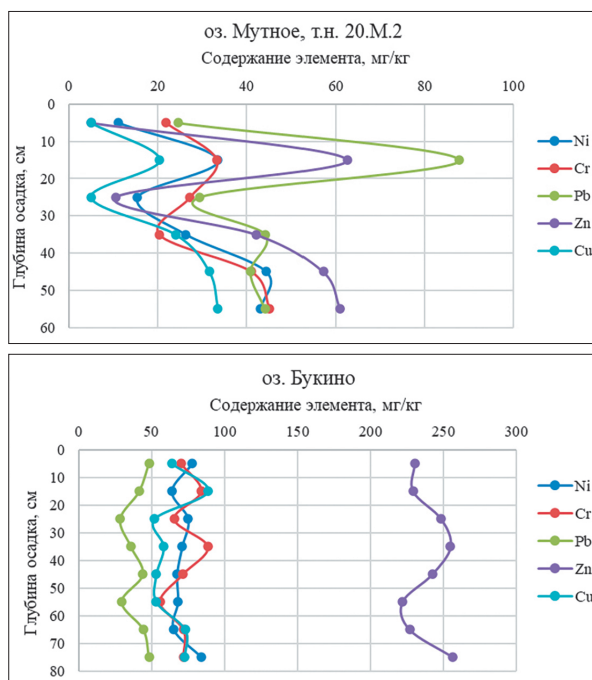 оз. Мутное, т.н. 20.М.2
Содержание элемента, мг/кг
0 20 40 60 80 100
Глубина осадка, см
0
10
20
30
40
50
60
Ni
Cr
Pb
Zn
Cu
оз. Букино
Содержание элемента, мг/кг
0 50 100 150 200 250 300
Глубина осадка, см
0
10
20
30
40
50
60
70
80
Ni
Cr
Pb
Zn
Cu